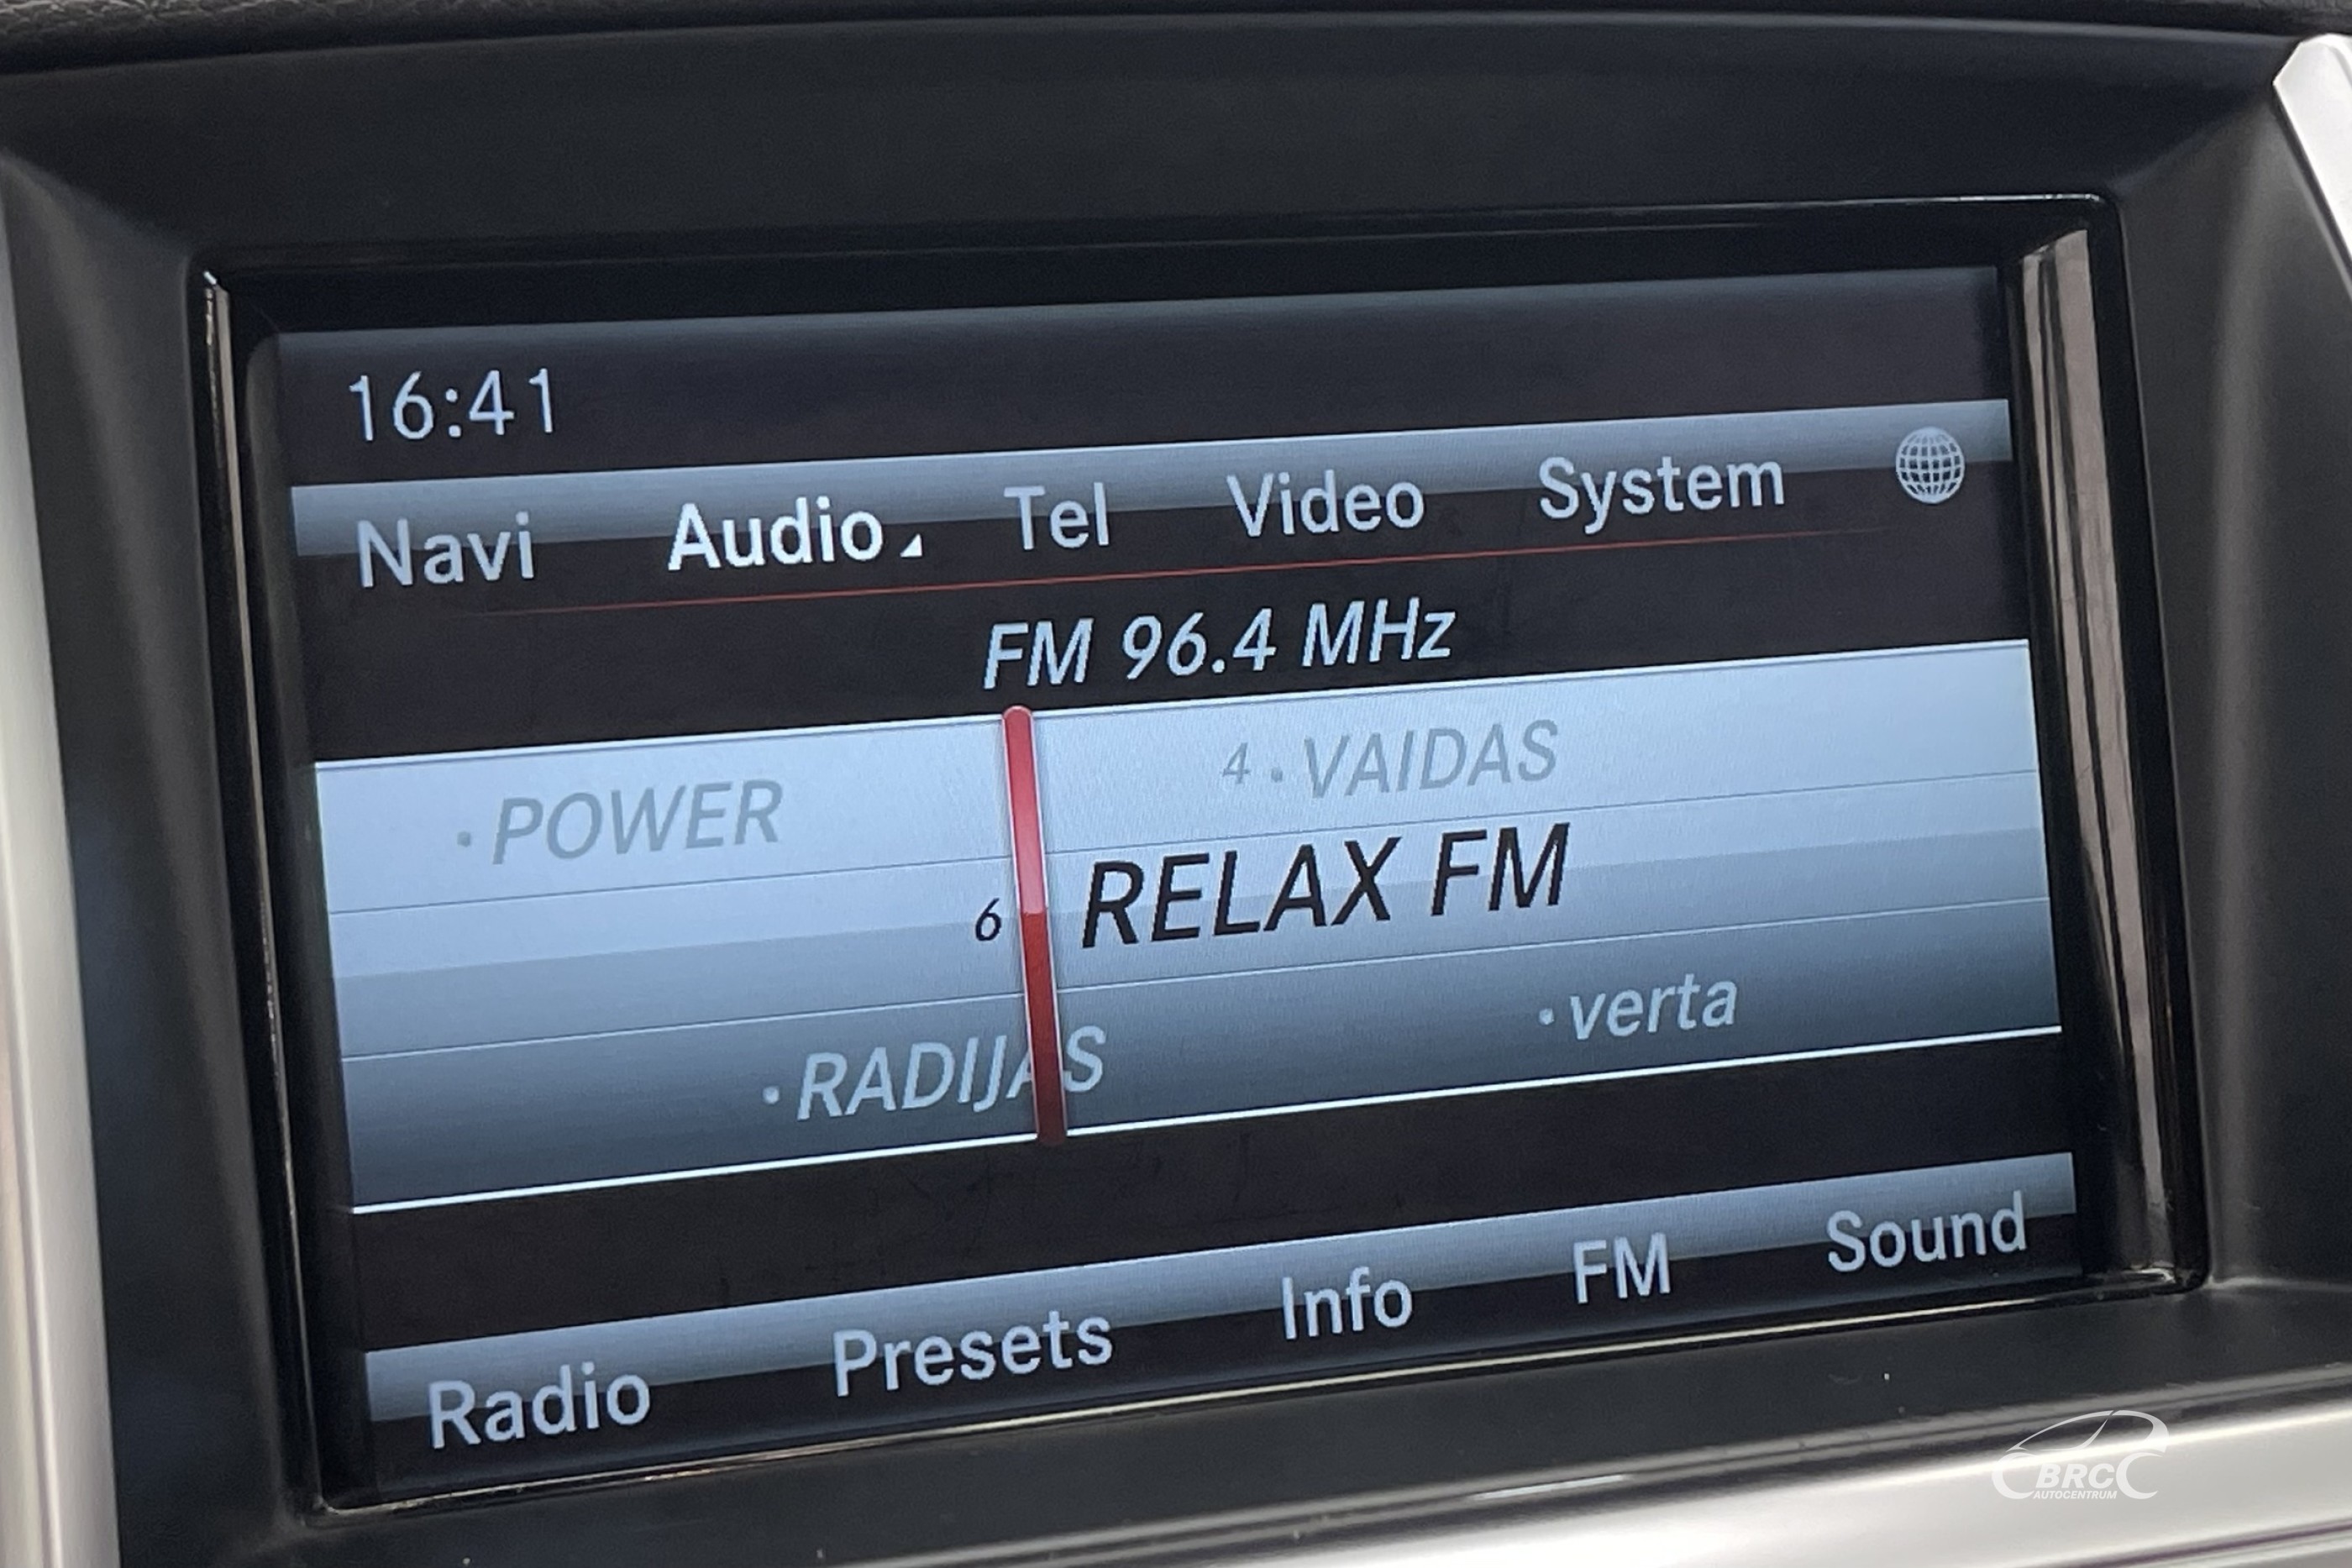 16:41
Navi Audio Tel Video System
FM 96.4 MHz
· POWER 4 · VAIDAS
6 RELAX FM
· RADIJAS · verta
Radio Presets Info FM Sound
BRC
AUTOCENTRUM